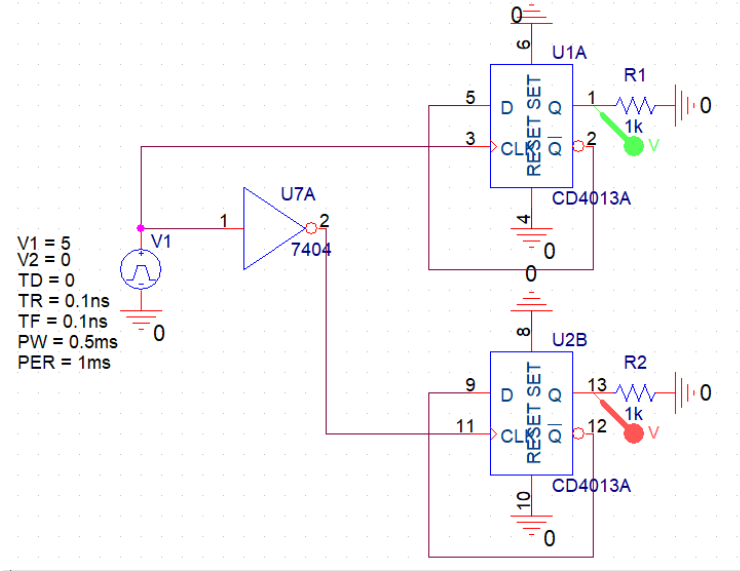 0
6
U1A
R1
5
D
SET
Q
1
0
1k
3
CLK
RESET
Q
2
V
U7A
CD4013A
1
2
4
V1
7404
0
V1 = 5
V2 = 0
TD = 0
TR = 0.1ns
TF = 0.1ns
PW = 0.5ms
PER = 1ms
0
0
8
U2B
R2
9
D
SET
Q
13
0
1k
11
CLK
RESET
Q
12
V
CD4013A
10
0